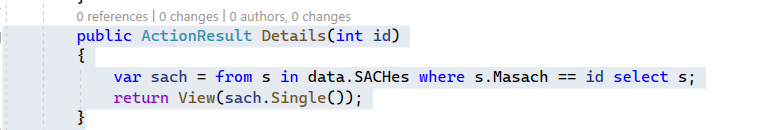 0 references | 0 changes | 0 authors, 0 changes
public ActionResult Details(int id)
{
var sach = from s in data.SACHes where s.Masach == id select s;
return View(sach.Single());
}